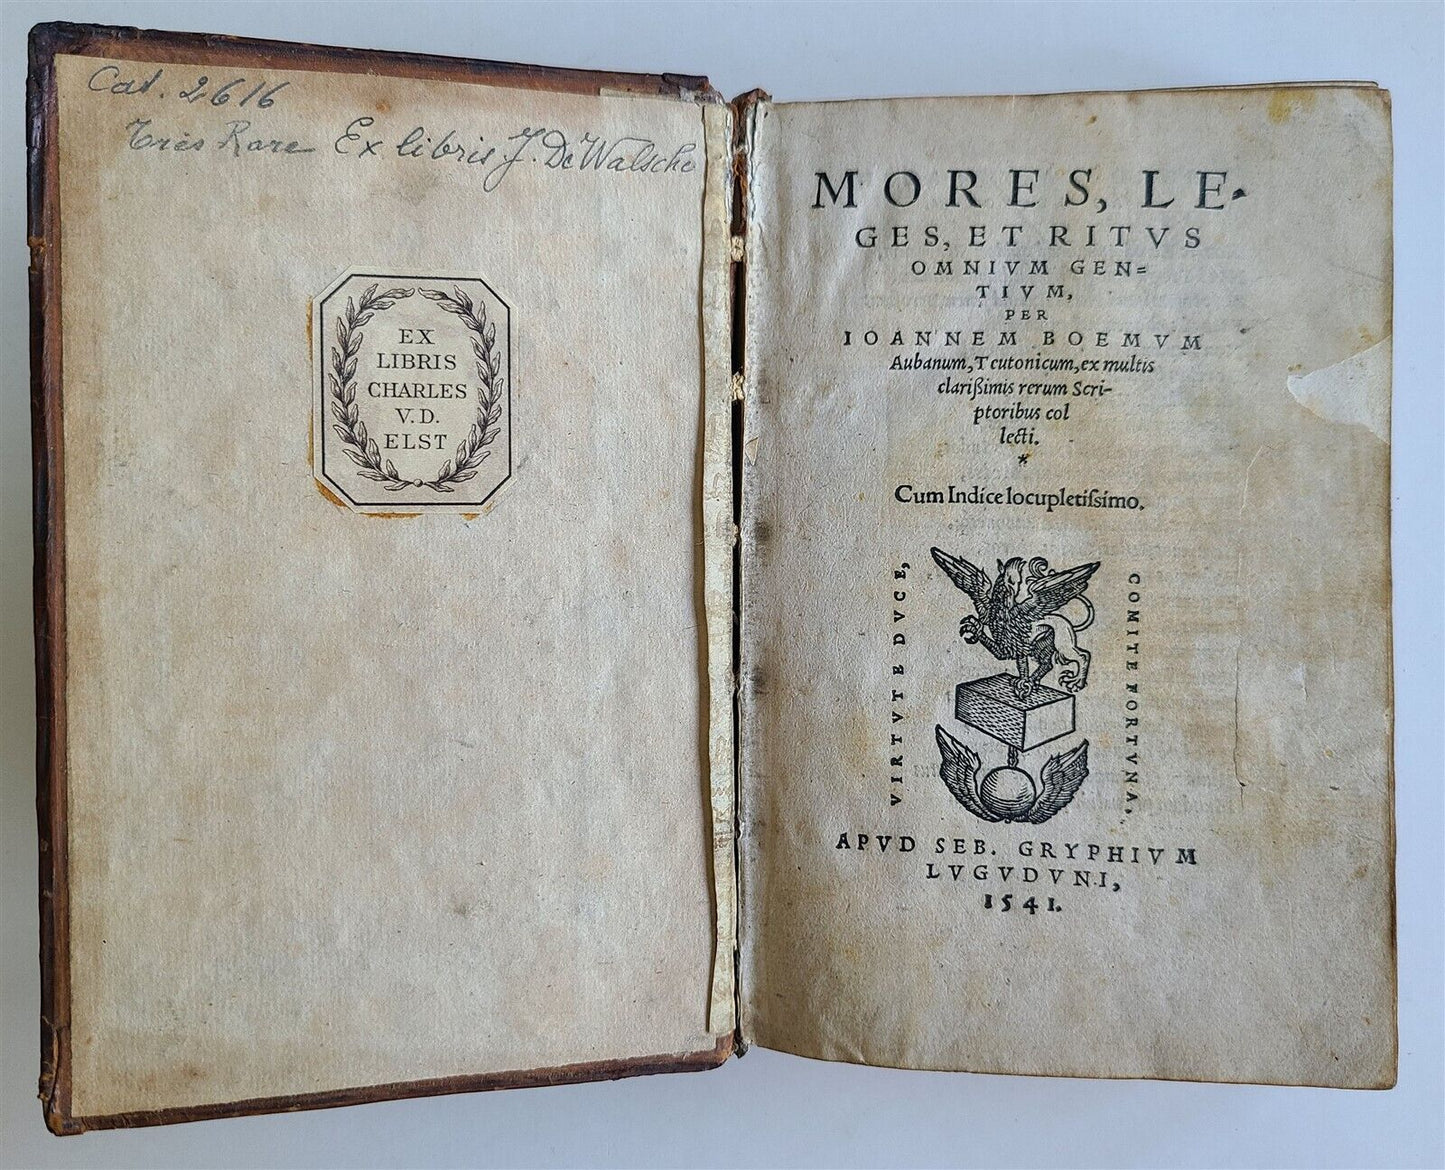 Cat. 2616
Très Rare Ex libris J. De Walsche
EX
LIBRIS
CHARLES
V. D.
ELST
MORES, LE-
GES, ET RITVS
OMNIVM GEN=
TIVM,
PER
IOANNEM BOEMVM
Aubanum, Teutonicum, ex multis
clarißimis rerum Scri-
ptoribus col
lecti.
*
Cum Indice locupletiſsimo.
VIRTVTE DVCE,
COMITE FORTVNA.
APVD SEB. GRYPHIVM
LVGVDVNI,
1541.